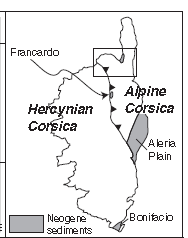 Francardo
Alpine
Corsica
Hercynian
Corsica
Aleria
Plain
Bonifacio
Neogene
sediments